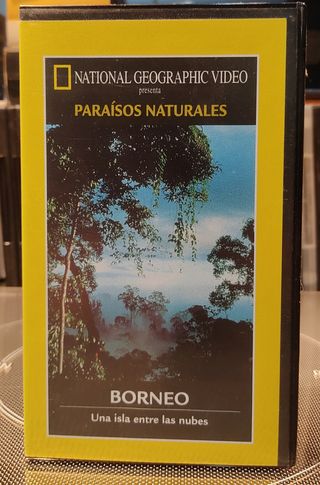 NATIONAL GEOGRAPHIC VIDEO
presenta
PARAÍSOS NATURALES
BORNEO
Una isla entre las nubes